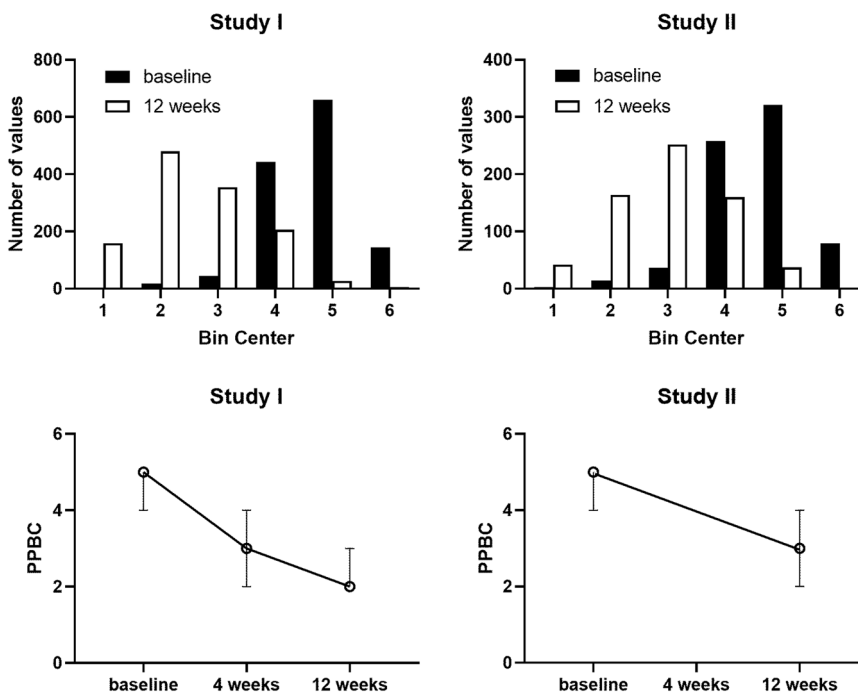 Study I
800
600
400
200
0
Number of values
baseline
12 weeks
1 2 3 4 5 6
Bin Center
Study II
400
300
200
100
0
Number of values
baseline
12 weeks
1 2 3 4 5 6
Bin Center
Study I
6
4
2
0
PPBC
baseline 4 weeks 12 weeks
Study II
6
4
2
0
PPBC
baseline 4 weeks 12 weeks